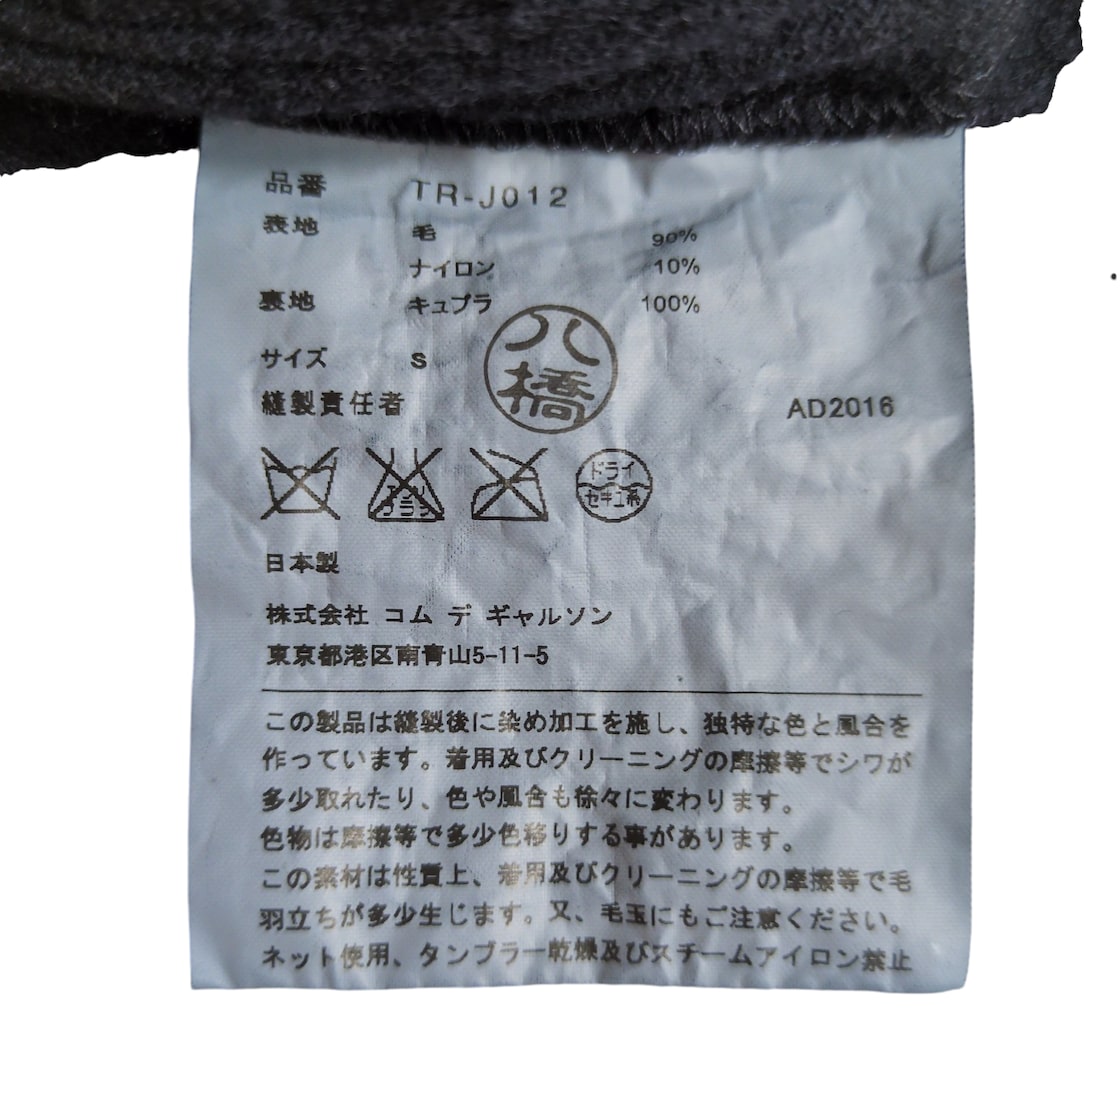 品番 TR-J012
表地 毛 90%
ナイロン 10%
裏地 キュプラ 100%
サイズ S
八橋
縫製責任者 AD2016
エンソ
サラシ
ドライ
セキユ系
日本製
株式会社 コム デ ギャルソン
東京都港区南青山5-11-5
この製品は縫製後に染め加工を施し、独特な色と風合を
作っています。着用及びクリーニングの摩擦等でシワが
多少取れたり、色や風合も徐々に変わります。
色物は摩擦等で多少色移りする事があります。
この素材は性質上、着用及びクリーニングの摩擦等で毛
羽立ちが多少生じます。又、毛玉にもご注意ください。
ネット使用、タンブラー乾燥及びスチームアイロン禁止